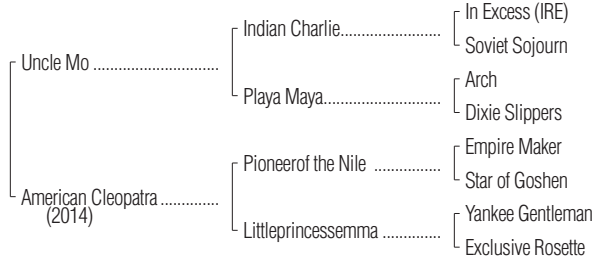 In Excess (IRE)
Indian Charlie....................
Soviet Sojourn
Uncle Mo .........................
Arch
Playa Maya........................
Dixie Slippers
Empire Maker
Pioneerof the Nile ..............
Star of Goshen
American Cleopatra ............
(2014)
Yankee Gentleman
Littleprincessemma ............
Exclusive Rosette